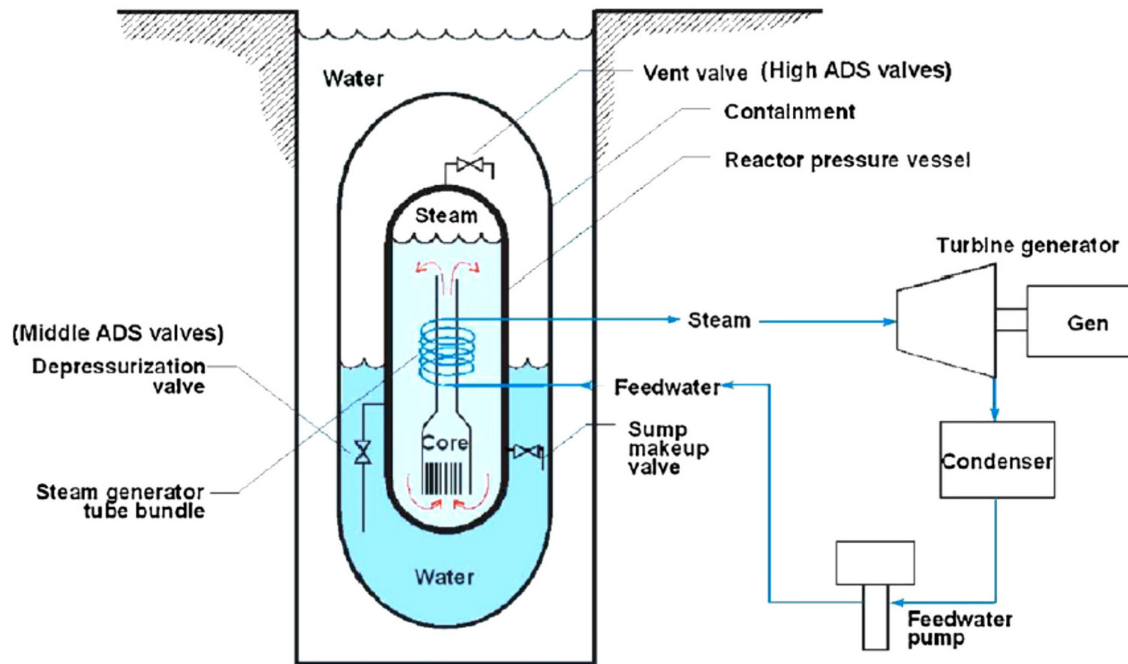 Water
Vent valve (High ADS valves)
Containment
Reactor pressure vessel
Steam
Turbine generator
Gen
Steam
(Middle ADS valves)
Depressurization
valve
Feedwater
Core
Sump
makeup
valve
Condenser
Steam generator
tube bundle
Water
Feedwater
pump